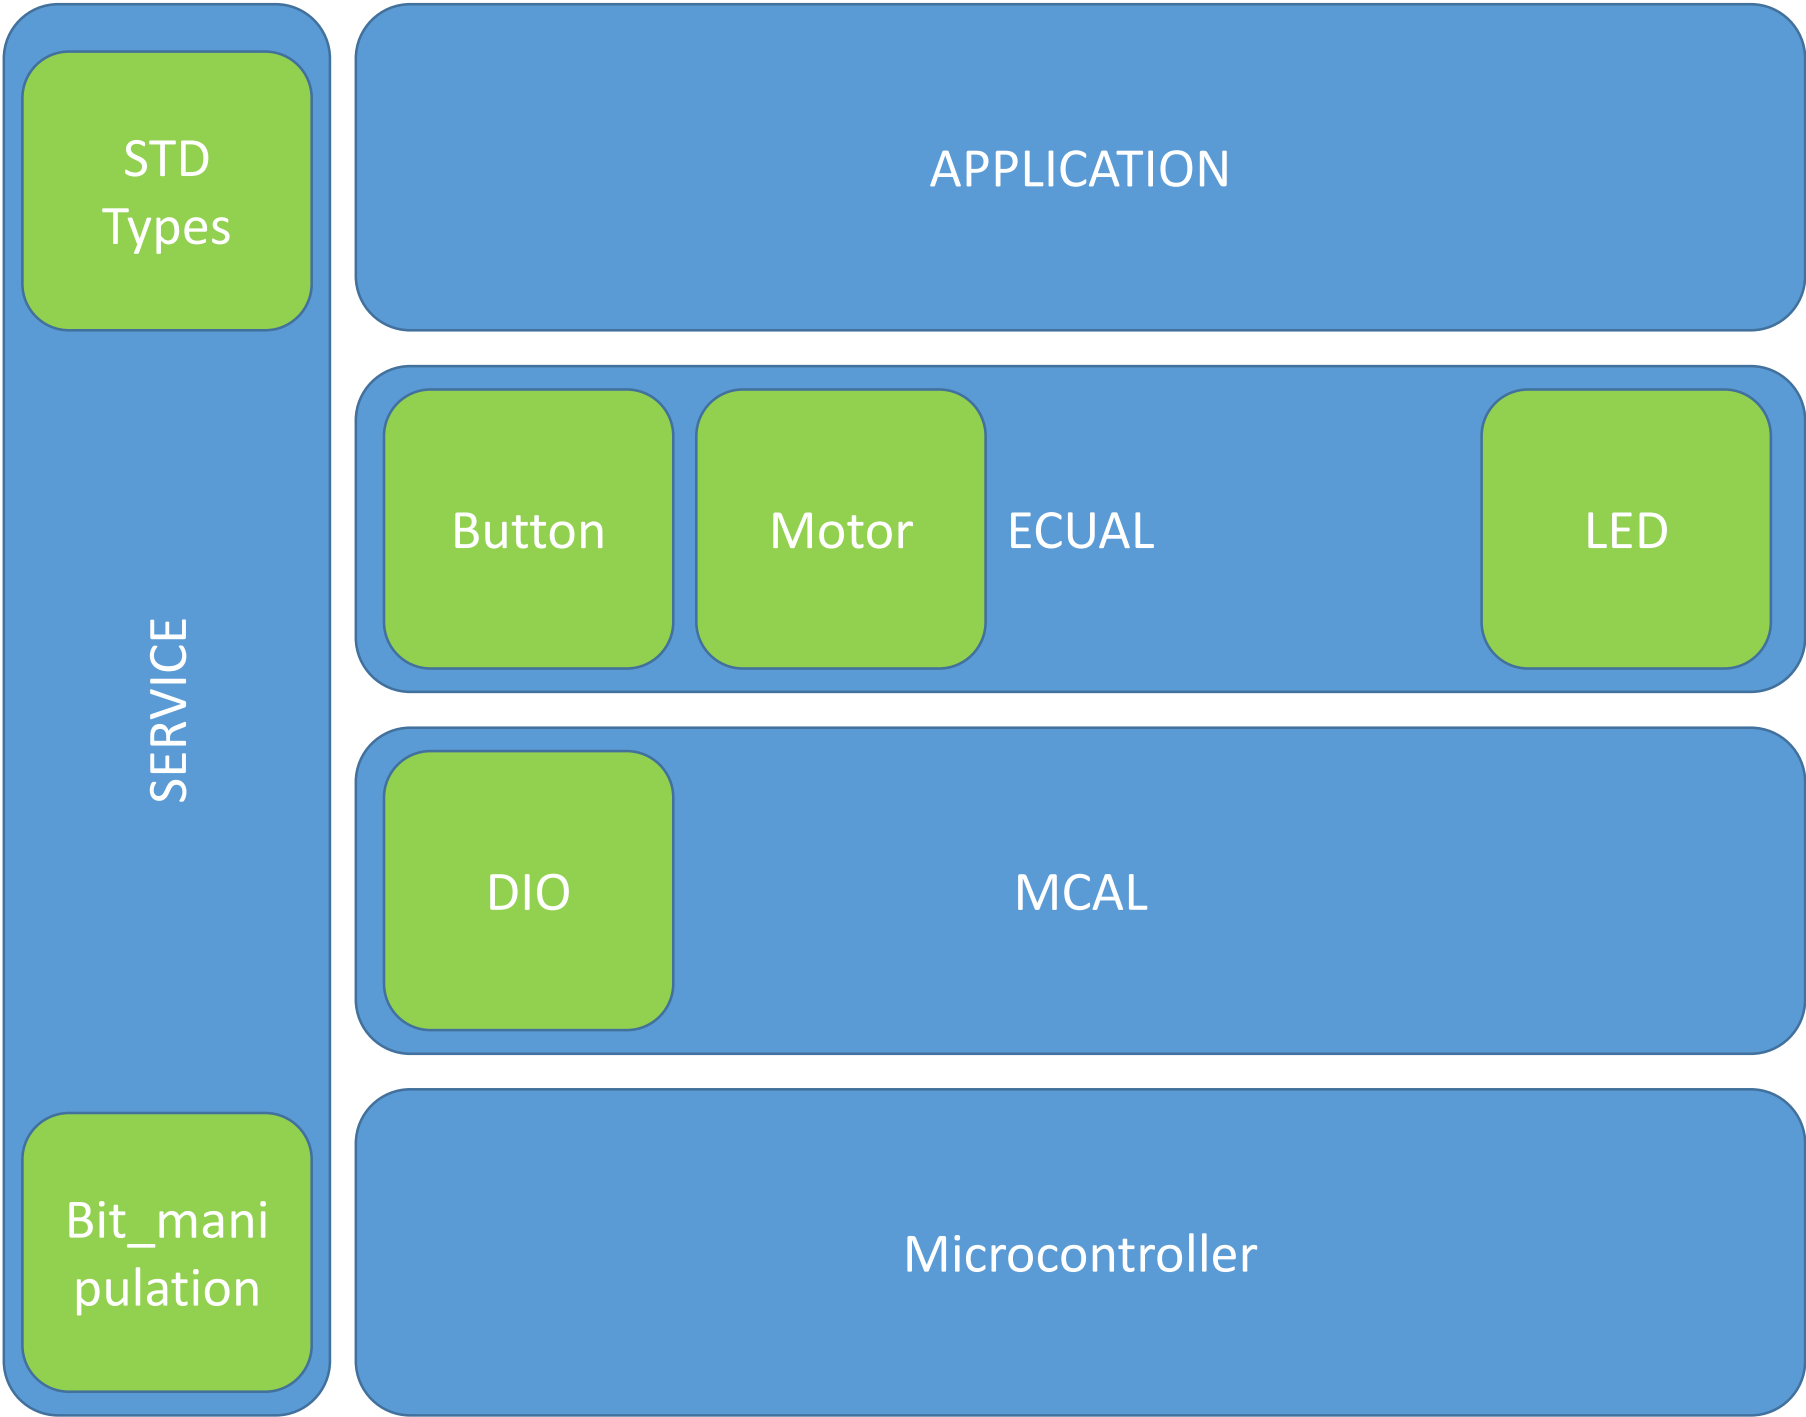 STD
Types
SERVICE
Bit_mani
pulation
APPLICATION
Button
Motor
ECUAL
LED
DIO
MCAL
Microcontroller